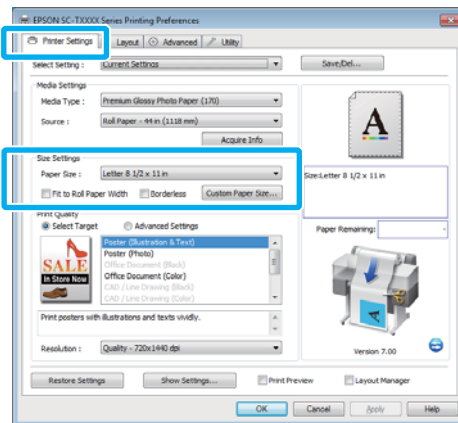 EPSON SC-TXXXX Series Printing Preferences
Printer Settings Layout Advanced Utility
Select Setting : Current Settings Save/Del...
Media Settings
Media Type : Premium Glossy Photo Paper (170)
Source : Roll Paper - 44 in (1118 mm)
Acquire Info
A
Size Settings
Paper Size : Letter 8 1/2 x 11 in
Size:Letter 8 1/2 x 11 in
Fit to Roll Paper Width Borderless Custom Paper Size...
Print Quality
Select Target Advanced Settings
Paper Remaining: -
SALE
In Store Now
Poster (Illustration & Text)
Poster (Photo)
Office Document (Black)
Office Document (Color)
CAD / Line Drawing (Black)
CAD / Line Drawing (Color)
A
Print posters with illustrations and texts vividly.
Resolution : Quality - 720x1440 dpi
Version 7.00
Restore Settings Show Settings... Print Preview Layout Manager
OK Cancel Apply Help